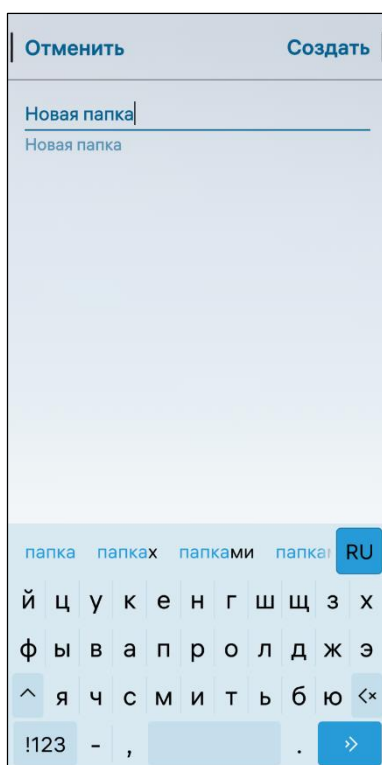 Отменить Создать
Новая папка
Новая папка
папка папках папками RU
й ц у к е н г ш щ з х
ф ы в а п р о л д ж э
я ч с м и т ь б ю
!123 - , .